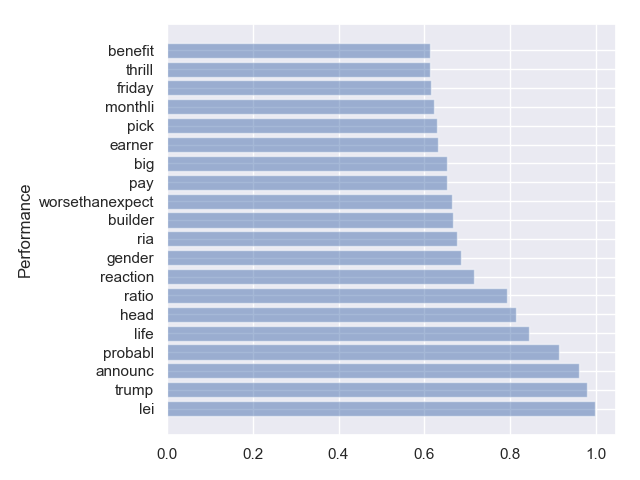 benefit
thrill
friday
monthli
pick
earner
big
pay
worsethanexpect
builder
ria
gender
reaction
ratio
head
life
probabl
announc
trump
lei
Performance
0.0 0.2 0.4 0.6 0.8 1.0